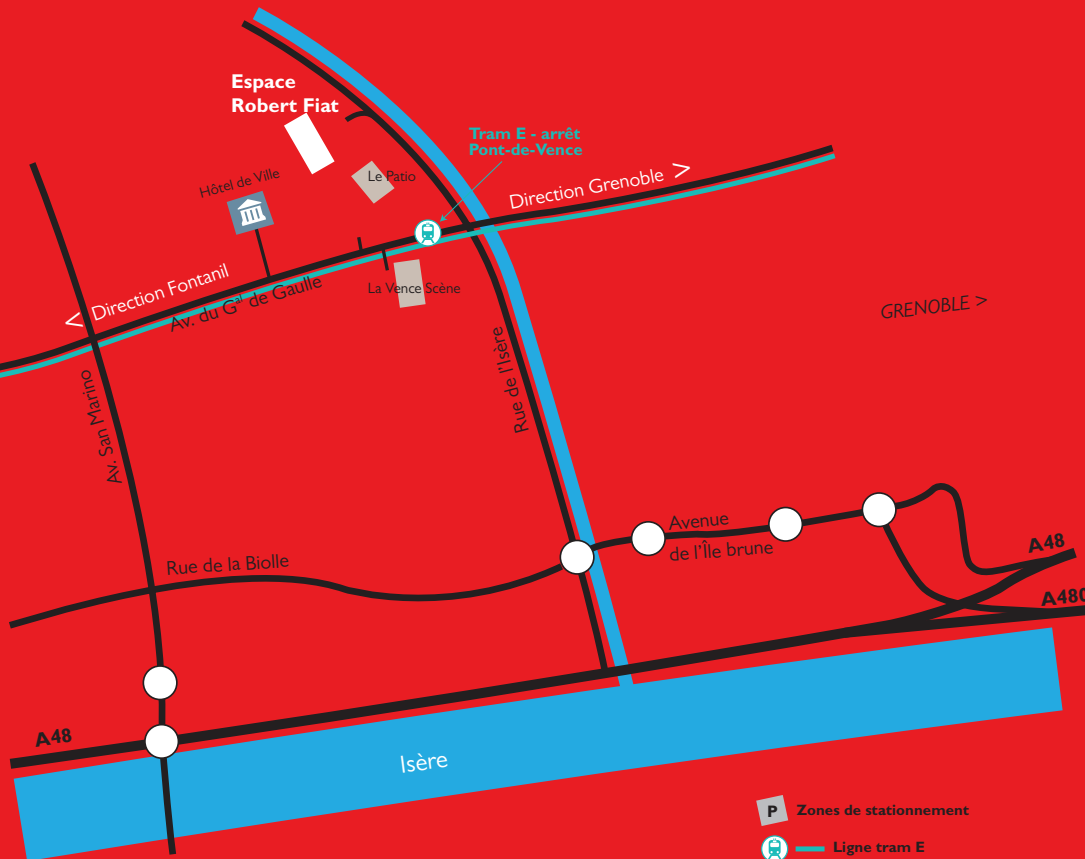 Espace
Robert Fiat
Tram E - arrêt
Pont-de-Vence
Hôtel de Ville
Le Patio
Direction Grenoble >
< Direction Fontanil
Av. du Gal de Gaulle
La Vence Scène
GRENOBLE >
Rue de l'Isère
Av. San Marino
Avenue
de l'Île brune
Rue de la Biolle
A48
A480
A48
Isère
P Zones de stationnement
Ligne tram E